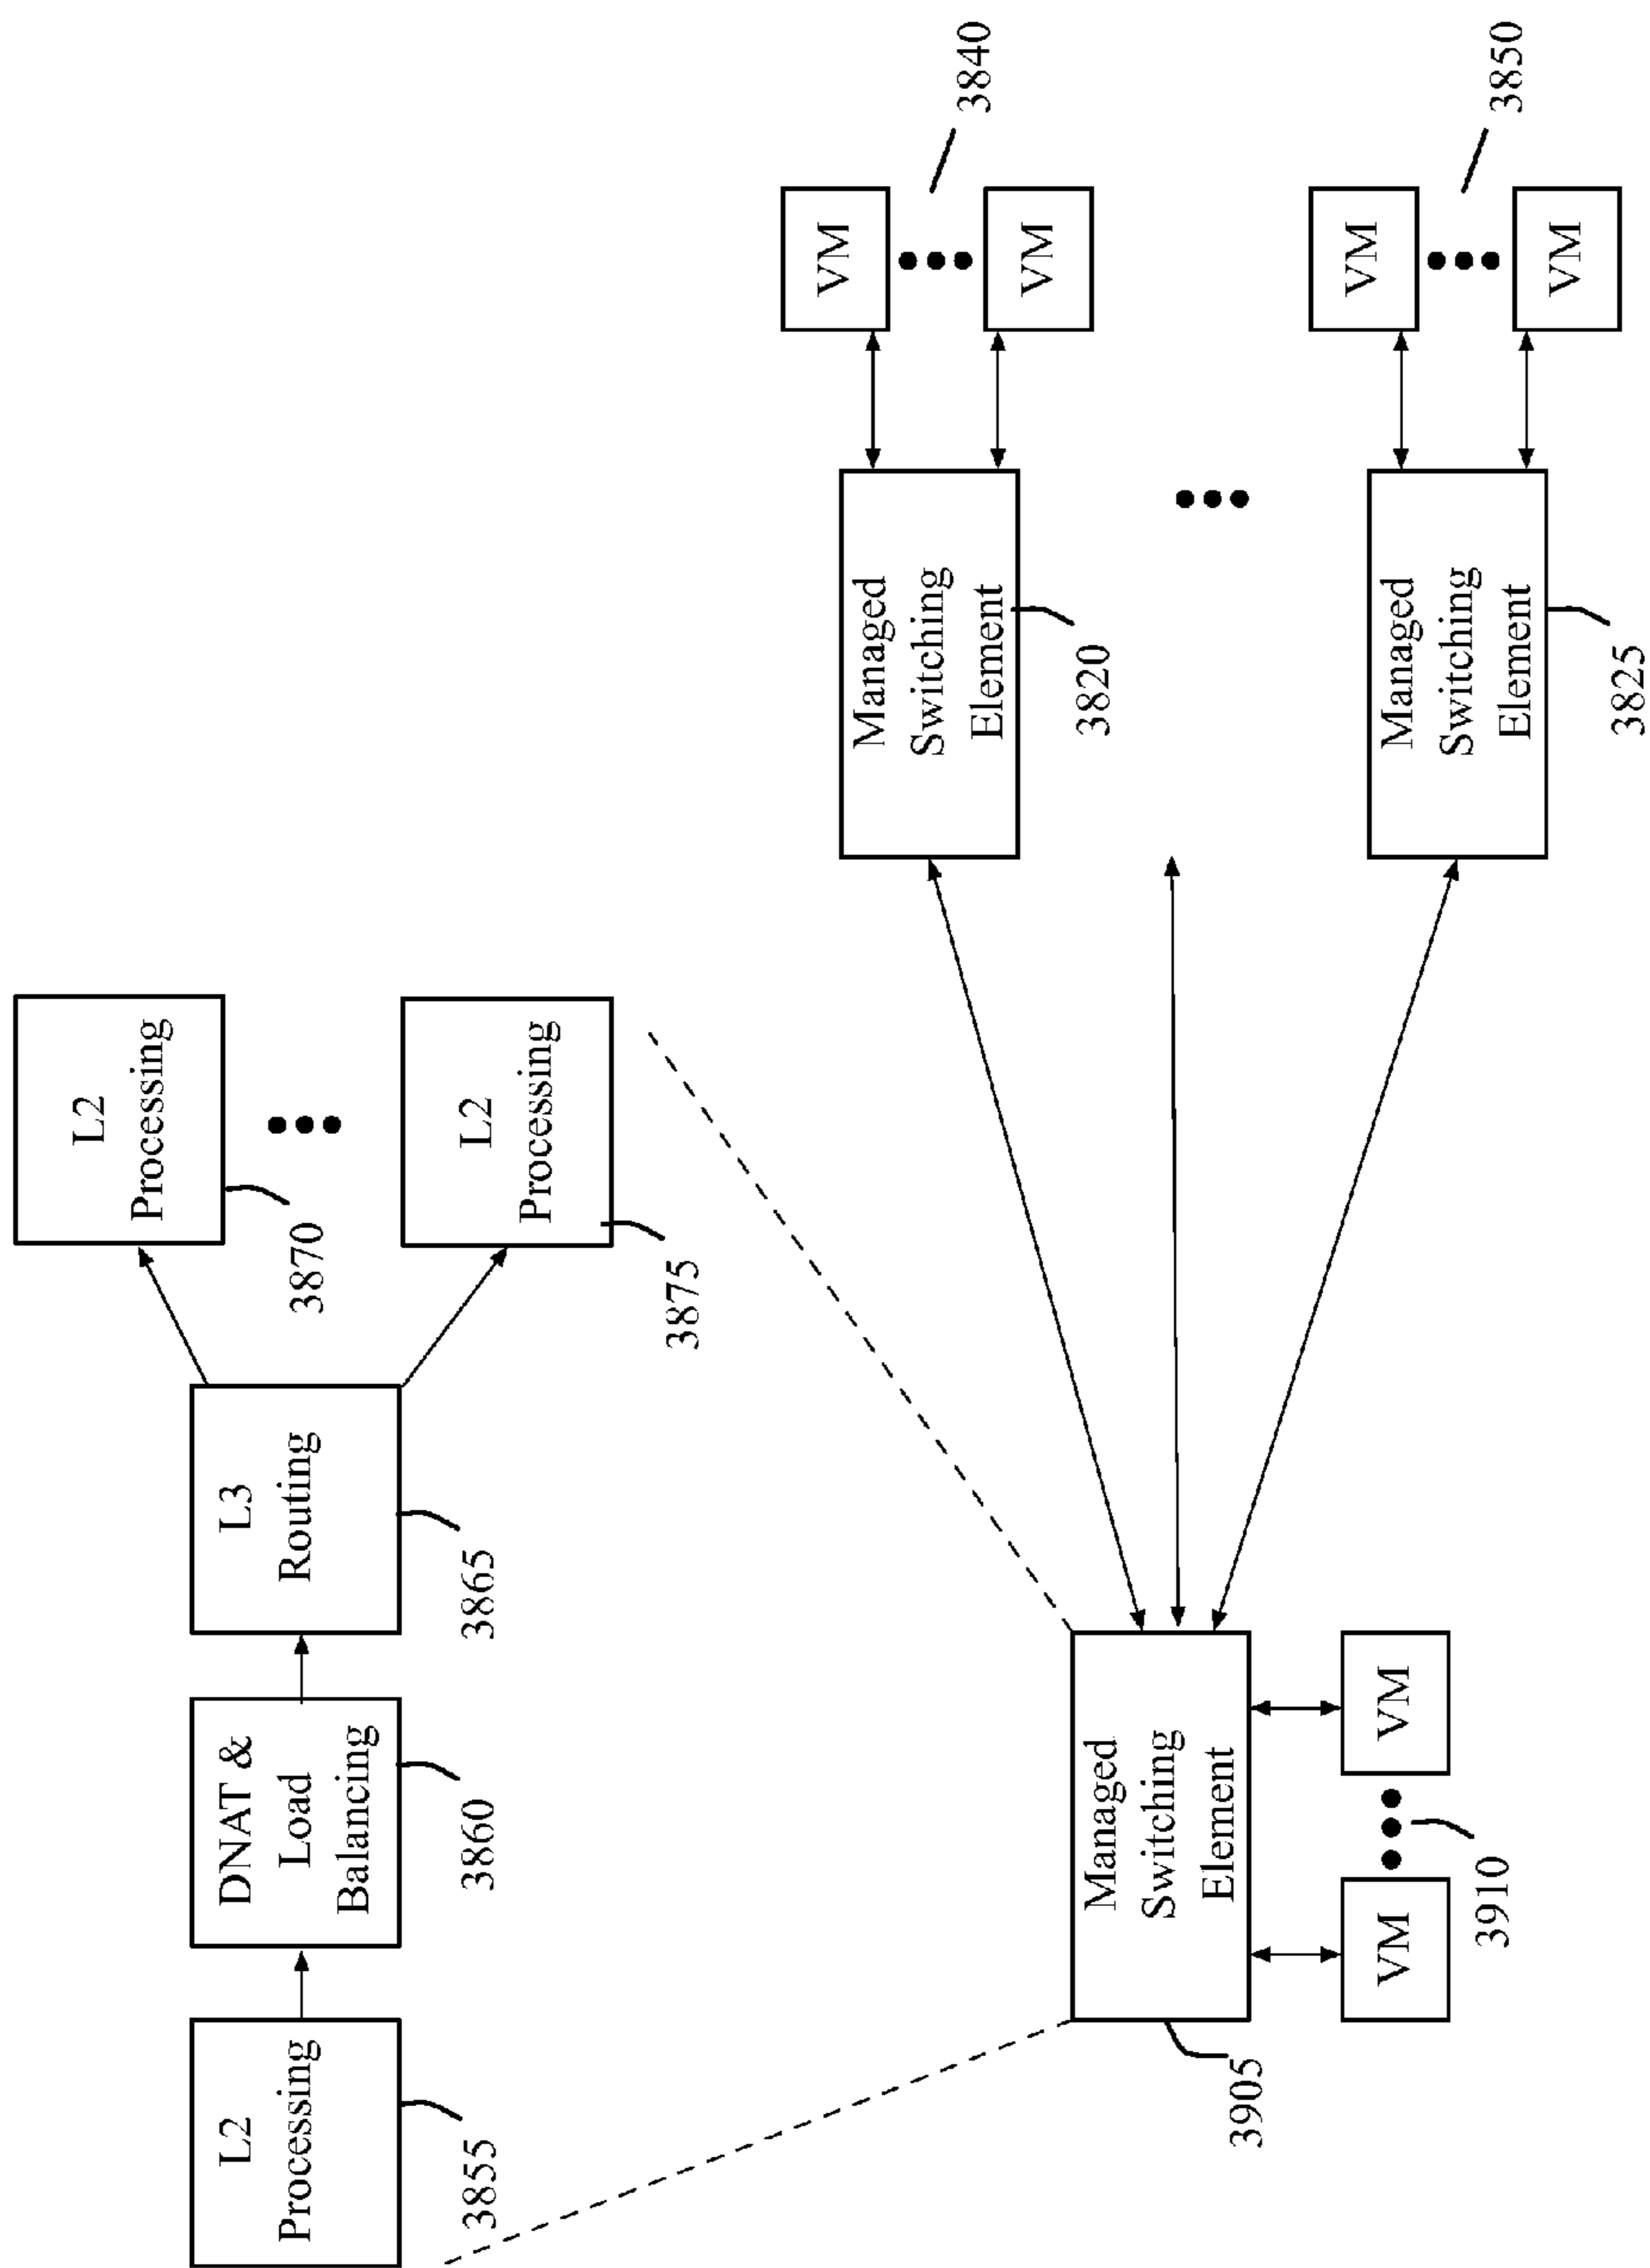 L2
Processing
3855
DNAT &
Load
Balancing
3860
L3
Routing
3865
L2
Processing
3870
L2
Processing
3875
Managed
Switching
Element
3905
VM
VM
3910
Managed
Switching
Element
3820
VM
VM
3840
Managed
Switching
Element
3825
VM
VM
3850